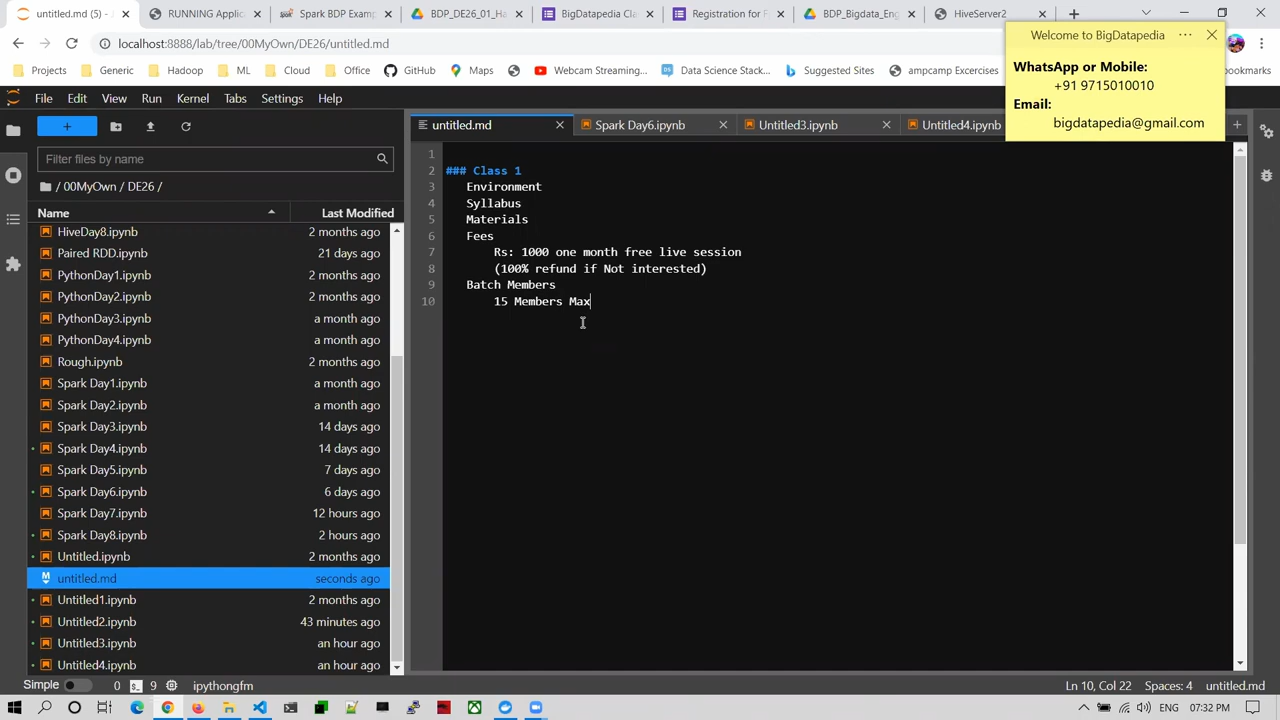 untitled.md (5)
RUNNING Applic
Spark BDP Examp
BDP_DE26_01_Ha
BigDatapedia Cle
Registration for F
BDP_Bigdata_Eng
HiveServer2
localhost:8888/lab/tree/00MyOwn/DE26/untitled.md
Projects
Generic
Hadoop
ML
Cloud
Office
GitHub
Maps
Webcam Streaming...
Data Science Stack...
Suggested Sites
ampcamp Excercises
ookmarks
Welcome to BigDatapedia
WhatsApp or Mobile:
+91 9715010010
Email:
bigdatapedia@gmail.com
File Edit View Run Kernel Tabs Settings Help
untitled.md
Spark Day6.ipynb
Untitled3.ipynb
Untitled4.ipynb
Filter files by name
/ 00MyOwn / DE26 /
Name Last Modified
HiveDay8.ipynb 2 months ago
Paired RDD.ipynb 21 days ago
PythonDay1.ipynb 2 months ago
PythonDay2.ipynb 2 months ago
PythonDay3.ipynb a month ago
PythonDay4.ipynb a month ago
Rough.ipynb 2 months ago
Spark Day1.ipynb a month ago
Spark Day2.ipynb a month ago
Spark Day3.ipynb 14 days ago
Spark Day4.ipynb 14 days ago
Spark Day5.ipynb 7 days ago
Spark Day6.ipynb 6 days ago
Spark Day7.ipynb 12 hours ago
Spark Day8.ipynb 2 hours ago
Untitled.ipynb 2 months ago
untitled.md seconds ago
Untitled1.ipynb 2 months ago
Untitled2.ipynb 43 minutes ago
Untitled3.ipynb an hour ago
Untitled4.ipynb an hour ago
1
2 ### Class 1
3 Environment
4 Syllabus
5 Materials
6 Fees
7 Rs: 1000 one month free live session
8 (100% refund if Not interested)
9 Batch Members
10 15 Members Max
Simple 0 9 ipythongfm
Ln 10, Col 22 Spaces: 4 untitled.md
ENG 07:32 PM